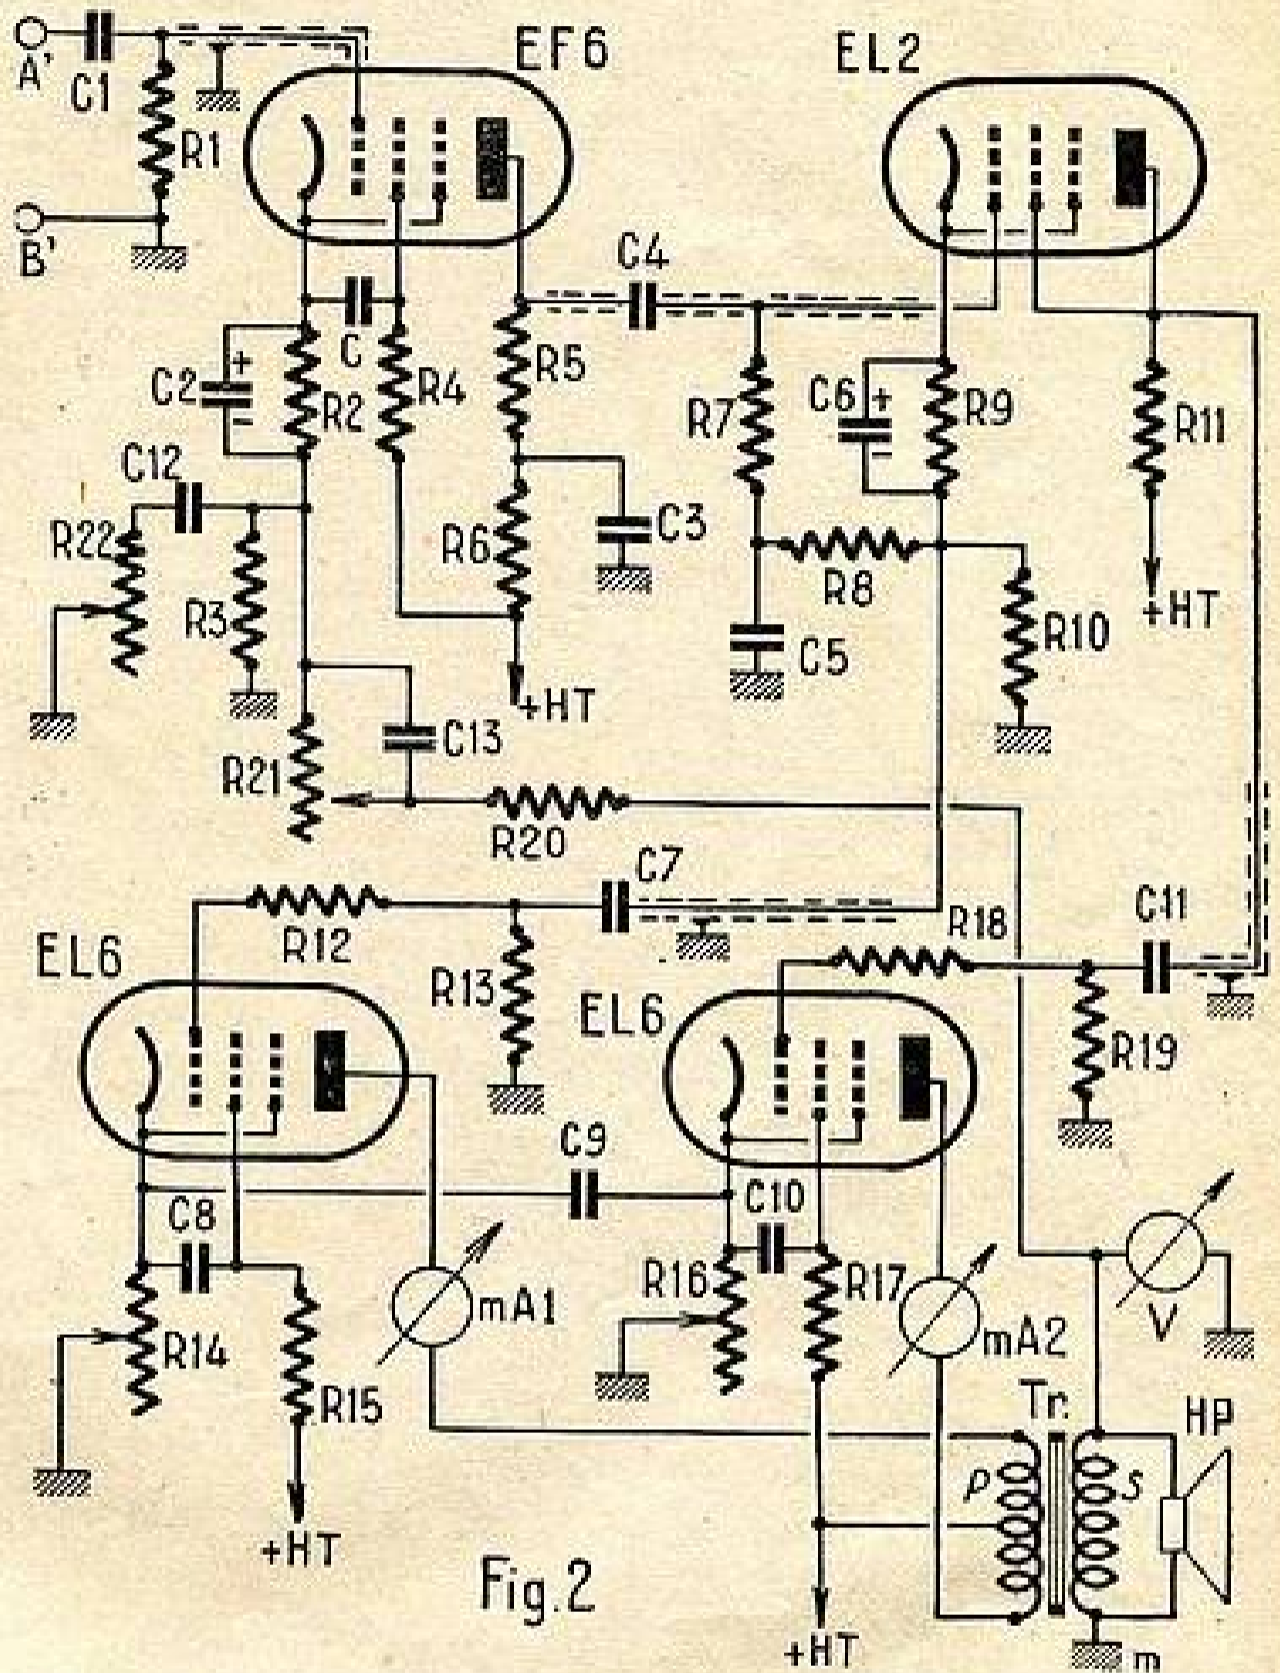 EF6
EL2
A'
C1
R1
B'
C4
C
C2
+
-
R2
R4
R5
R7
C6
+
-
R9
R11
C12
R22
R3
R6
C3
R8
C5
R10
+HT
+HT
R21
C13
R20
C7
R18
C11
EL6
R12
R13
EL6
R19
C9
C8
C10
R14
mA1
R16
R17
mA2
V
R15
Tr.
HP
P
S
+HT
Fig.2
+HT
m